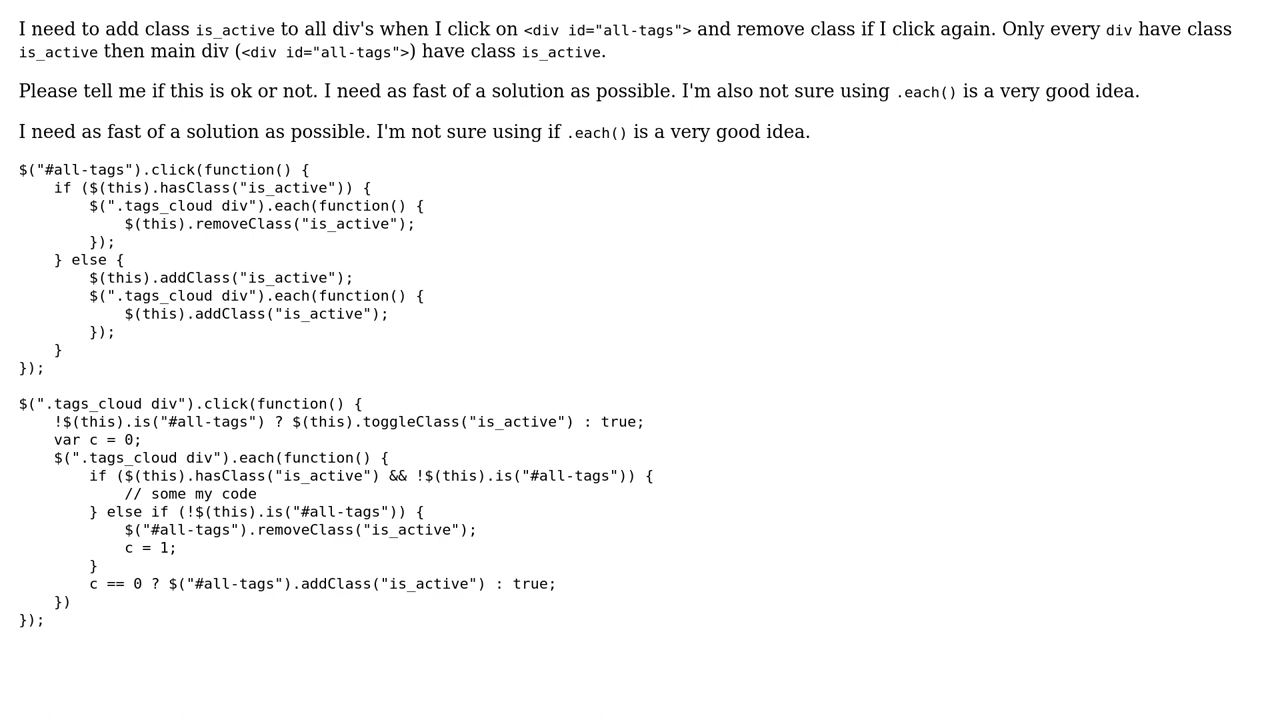 I need to add class is_active to all div's when I click on <div id="all-tags"> and remove class if I click again. Only every div have class
is_active then main div (<div id="all-tags">) have class is_active.
Please tell me if this is ok or not. I need as fast of a solution as possible. I'm also not sure using .each() is a very good idea.
I need as fast of a solution as possible. I'm not sure using if .each() is a very good idea.
$("#all-tags").click(function() {
    if ($(this).hasClass("is_active")) {
        $(".tags_cloud div").each(function() {
            $(this).removeClass("is_active");
        });
    } else {
        $(this).addClass("is_active");
        $(".tags_cloud div").each(function() {
            $(this).addClass("is_active");
        });
    }
});
$(".tags_cloud div").click(function() {
    !$(this).is("#all-tags") ? $(this).toggleClass("is_active") : true;
    var c = 0;
    $(".tags_cloud div").each(function() {
        if ($(this).hasClass("is_active") && !$(this).is("#all-tags")) {
            // some my code
        } else if (!$(this).is("#all-tags")) {
            $("#all-tags").removeClass("is_active");
            c = 1;
        }
        c == 0 ? $("#all-tags").addClass("is_active") : true;
    })
});